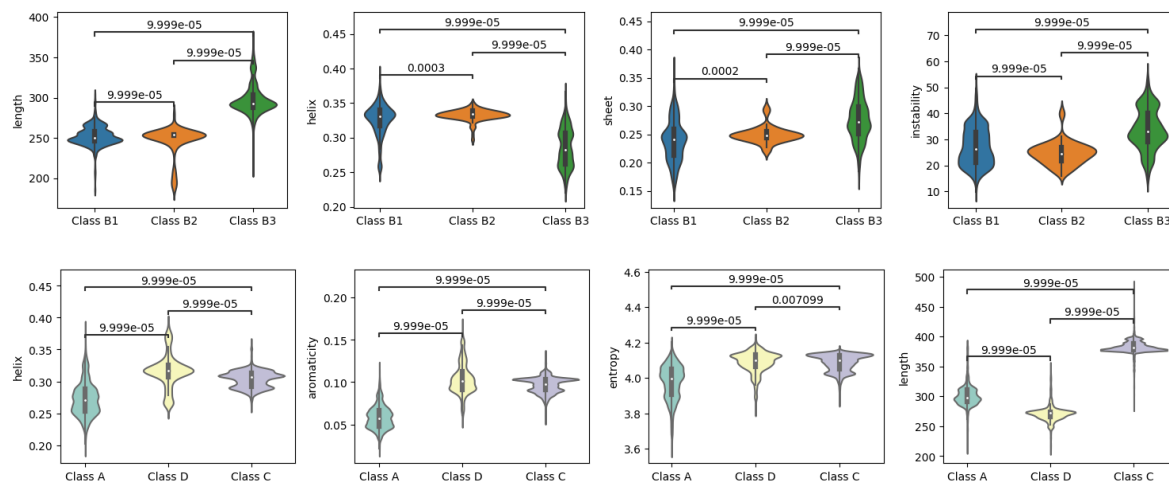 length
400
350
300
250
200
9.999e-05
9.999e-05
9.999e-05
Class B1 Class B2 Class B3
helix
0.45
0.40
0.35
0.30
0.25
0.20
9.999e-05
9.999e-05
0.0003
Class B1 Class B2 Class B3
sheet
0.45
0.40
0.35
0.30
0.25
0.20
0.15
9.999e-05
9.999e-05
0.0002
Class B1 Class B2 Class B3
instability
70
60
50
40
30
20
10
9.999e-05
9.999e-05
9.999e-05
Class B1 Class B2 Class B3
helix
0.45
0.40
0.35
0.30
0.25
0.20
9.999e-05
9.999e-05
9.999e-05
Class A Class D Class C
aromaticity
0.20
0.15
0.10
0.05
9.999e-05
9.999e-05
9.999e-05
Class A Class D Class C
entropy
4.6
4.4
4.2
4.0
3.8
3.6
9.999e-05
0.007099
9.999e-05
Class A Class D Class C
length
500
450
400
350
300
250
200
9.999e-05
9.999e-05
9.999e-05
Class A Class D Class C